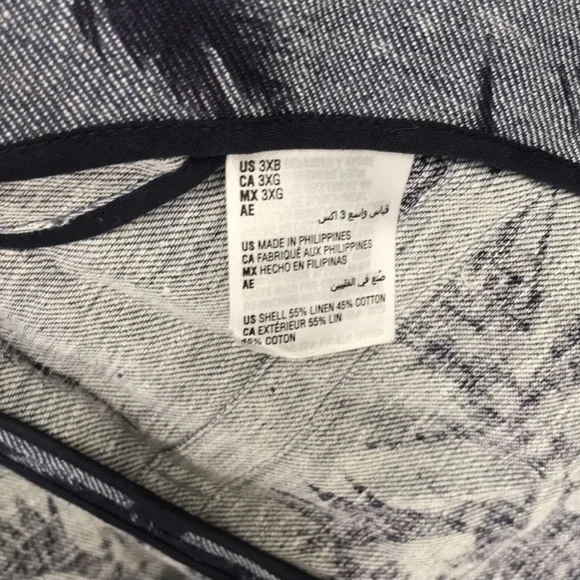 US 3XB
CA 3XG
MX 3XG
AE
قياس واسع 3 اكس
US MADE IN PHILIPPINES
CA FABRIQUÉ AUX PHILIPPINES
MX HECHO EN FILIPINAS
AE
صُنع في الفلبين
US SHELL 55% LINEN 45% COTTON
CA EXTÉRIEUR 55% LIN
45% COTON